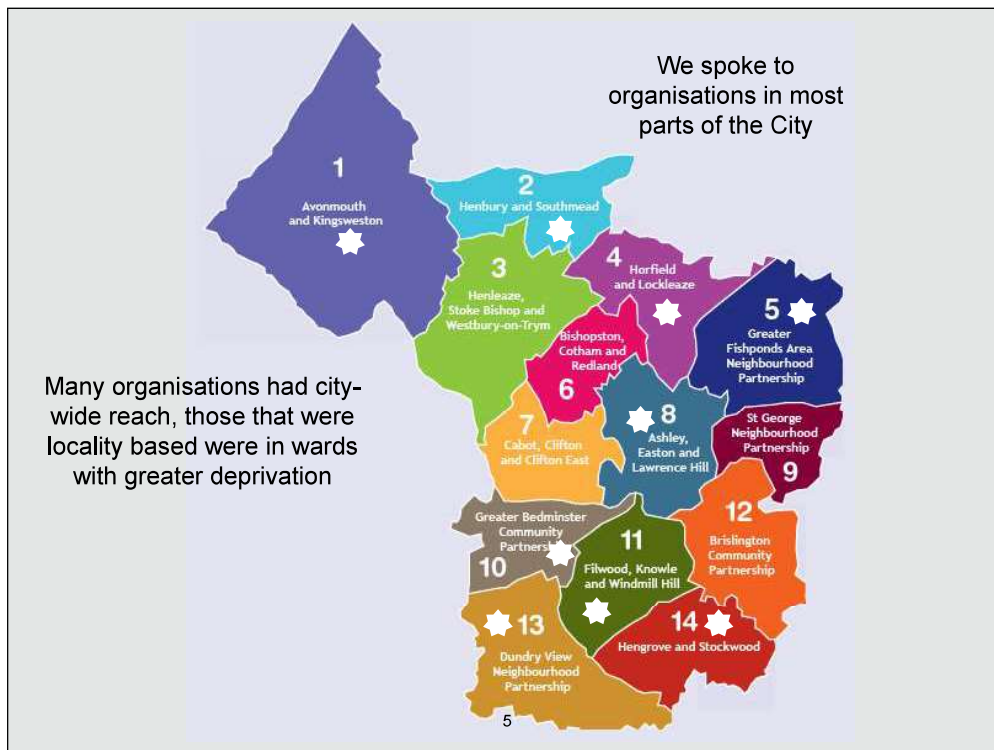 We spoke to
organisations in most
parts of the City
1
Avonmouth
and Kingsweston
2
Henbury and Southmead
3
Henleaze,
Stoke Bishop and
Westbury-on-Trym
4
Horfield
and Lockleaze
5
Greater
Fishponds Area
Neighbourhood
Partnership
Bishopston,
Cotham and
Redland
6
Many organisations had city-
wide reach, those that were
locality based were in wards
with greater deprivation
7
Cabot, Clifton
and Clifton East
8
Ashley,
Easton and
Lawrence Hill
St George
Neighbourhood
Partnership
9
Greater Bedminster
Community
Partnership
10
11
Filwood, Knowle
and Windmill Hill
12
Brislington
Community
Partnership
13
Dundry View
Neighbourhood
Partnership
14
Hengrove and Stockwood
5